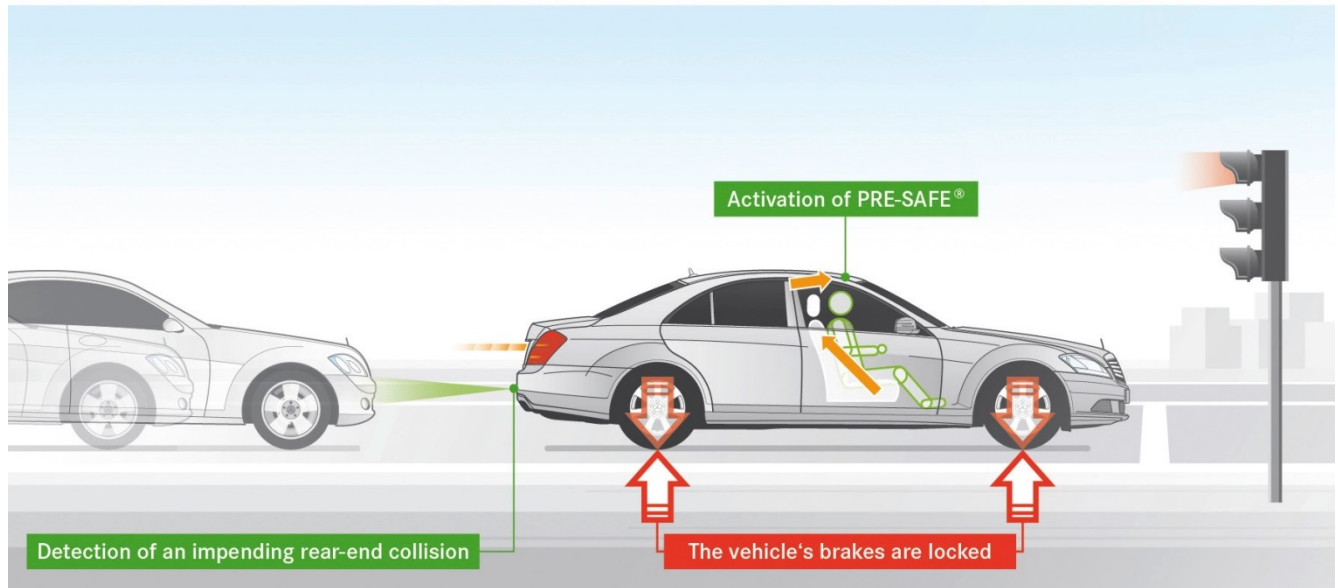 Activation of PRE-SAFE®
Detection of an impending rear-end collision
The vehicle‘s brakes are locked